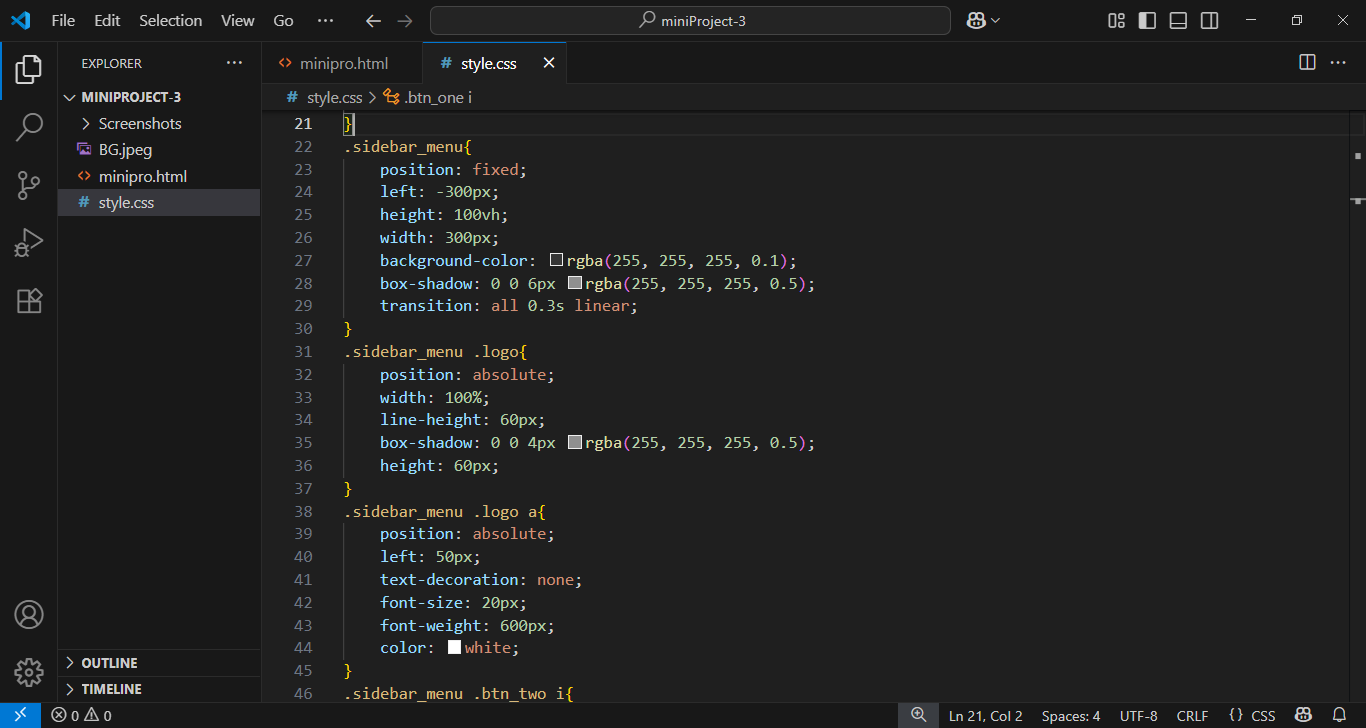 File Edit Selection View Go ··· miniProject-3
EXPLORER ···
MINIPROJECT-3
Screenshots
BG.jpeg
minipro.html
style.css
OUTLINE
TIMELINE
minipro.html # style.css
# style.css > .btn_one i
21 }
22 .sidebar_menu{
23 position: fixed;
24 left: -300px;
25 height: 100vh;
26 width: 300px;
27 background-color: rgba(255, 255, 255, 0.1);
28 box-shadow: 0 0 6px rgba(255, 255, 255, 0.5);
29 transition: all 0.3s linear;
30 }
31 .sidebar_menu .logo{
32 position: absolute;
33 width: 100%;
34 line-height: 60px;
35 box-shadow: 0 0 4px rgba(255, 255, 255, 0.5);
36 height: 60px;
37 }
38 .sidebar_menu .logo a{
39 position: absolute;
40 left: 50px;
41 text-decoration: none;
42 font-size: 20px;
43 font-weight: 600px;
44 color: white;
45 }
46 .sidebar_menu .btn_two i{
0 0 Ln 21, Col 2 Spaces: 4 UTF-8 CRLF {} CSS